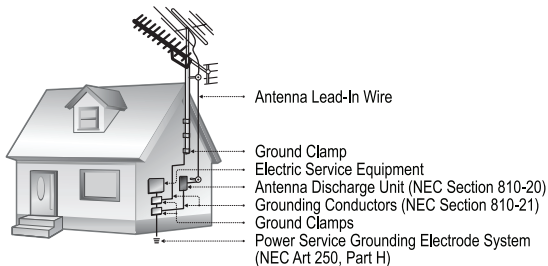 Antenna Lead-In Wire
Ground Clamp
Electric Service Equipment
Antenna Discharge Unit (NEC Section 810-20)
Grounding Conductors (NEC Section 810-21)
Ground Clamps
Power Service Grounding Electrode System
(NEC Art 250, Part H)